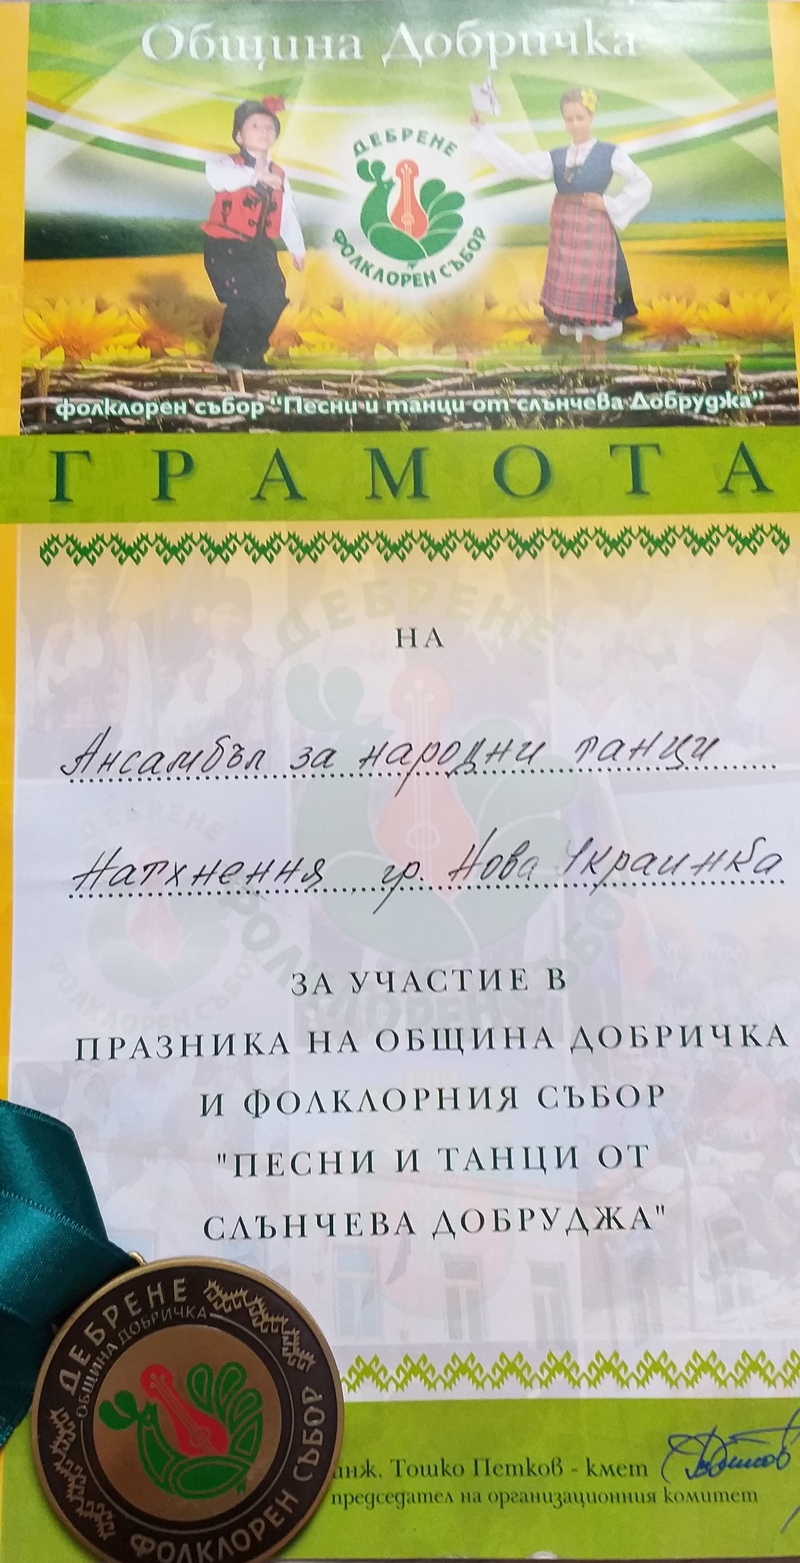 Община Добричка
ДЕБРЕНЕ
ФОЛКЛОРЕН СЪБОР
фолклорен събор "Песни и танци от слънчева Добруджа"
ГРАМОТА
НА
Ансамбъл за народни танци
Натхнення гр. Нова Украинка
ЗА УЧАСТИЕ В
ПРАЗНИКА НА ОБЩИНА ДОБРИЧКА
И ФОЛКЛОРНИЯ СЪБОР
"ПЕСНИ И ТАНЦИ ОТ
СЛЪНЧЕВА ДОБРУДЖА"
ДЕБРЕНЕ
ОБЩИНА ДОБРИЧКА
ФОЛКЛОРЕН СЪБОР
инж. Тошко Петков - кмет
председател на организационния комитет